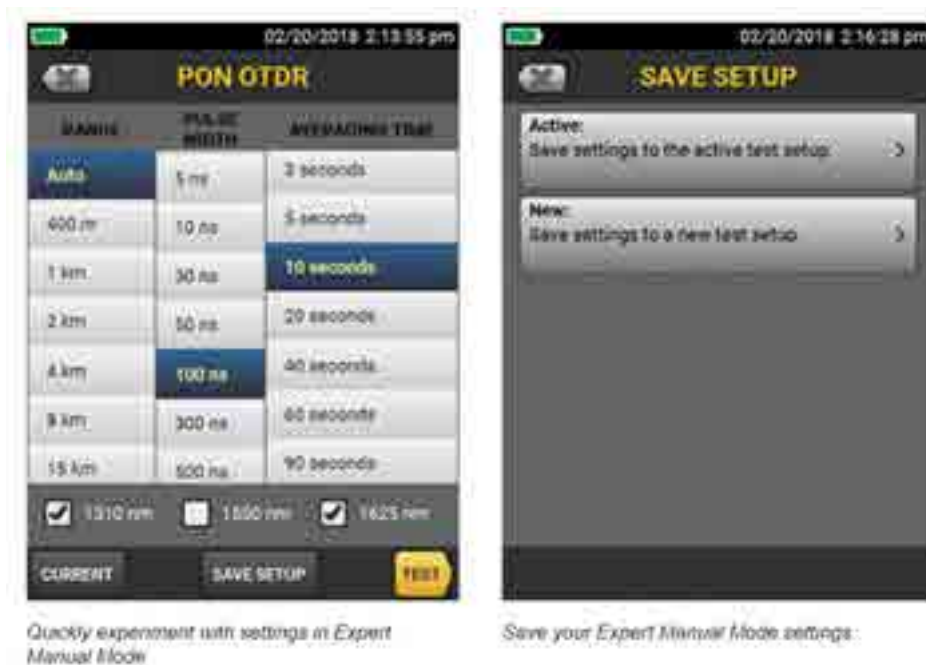 02/20/2018 2:13:55 pm
PON OTDR
RANGE
PULSE WIDTH
AVERAGING TIME
Auto
5 ns
3 seconds
400 m
10 ns
5 seconds
1 km
30 ns
10 seconds
2 km
50 ns
20 seconds
4 km
100 ns
40 seconds
8 km
300 ns
60 seconds
15 km
500 ns
90 seconds
1310 nm
1550 nm
1625 nm
CURRENT
SAVE SETUP
TEST
Quickly experiment with settings in Expert
Manual Mode
02/20/2018 2:16:28 pm
SAVE SETUP
Active:
Save settings to the active test setup
New:
Save settings to a new test setup
Save your Expert Manual Mode settings